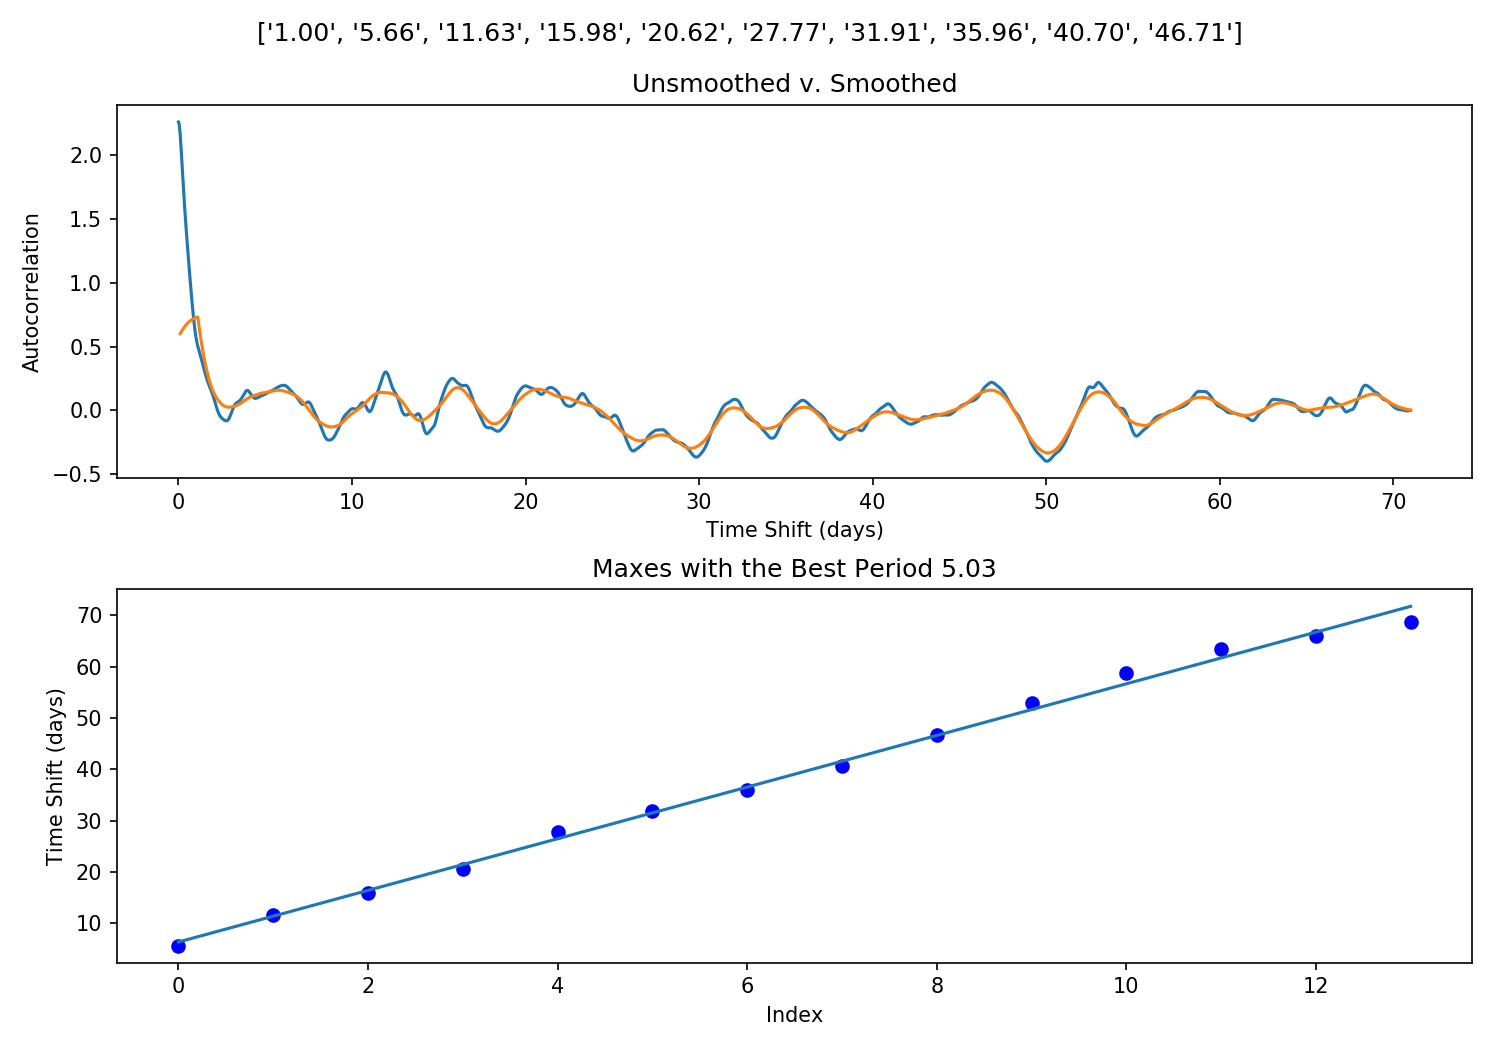 ['1.00', '5.66', '11.63', '15.98', '20.62', '27.77', '31.91', '35.96', '40.70', '46.71']
Unsmoothed v. Smoothed
Autocorrelation
2.0
1.5
1.0
0.5
0.0
−0.5
0 10 20 30 40 50 60 70
Time Shift (days)
Maxes with the Best Period 5.03
Time Shift (days)
70
60
50
40
30
20
10
0 2 4 6 8 10 12
Index